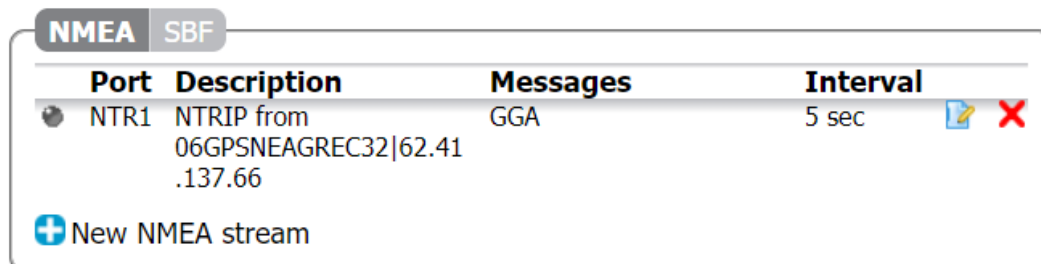 NMEA SBF
Port Description Messages Interval
NTR1 NTRIP from GGA 5 sec
06GPSNEAGREC32|62.41
.137.66
New NMEA stream